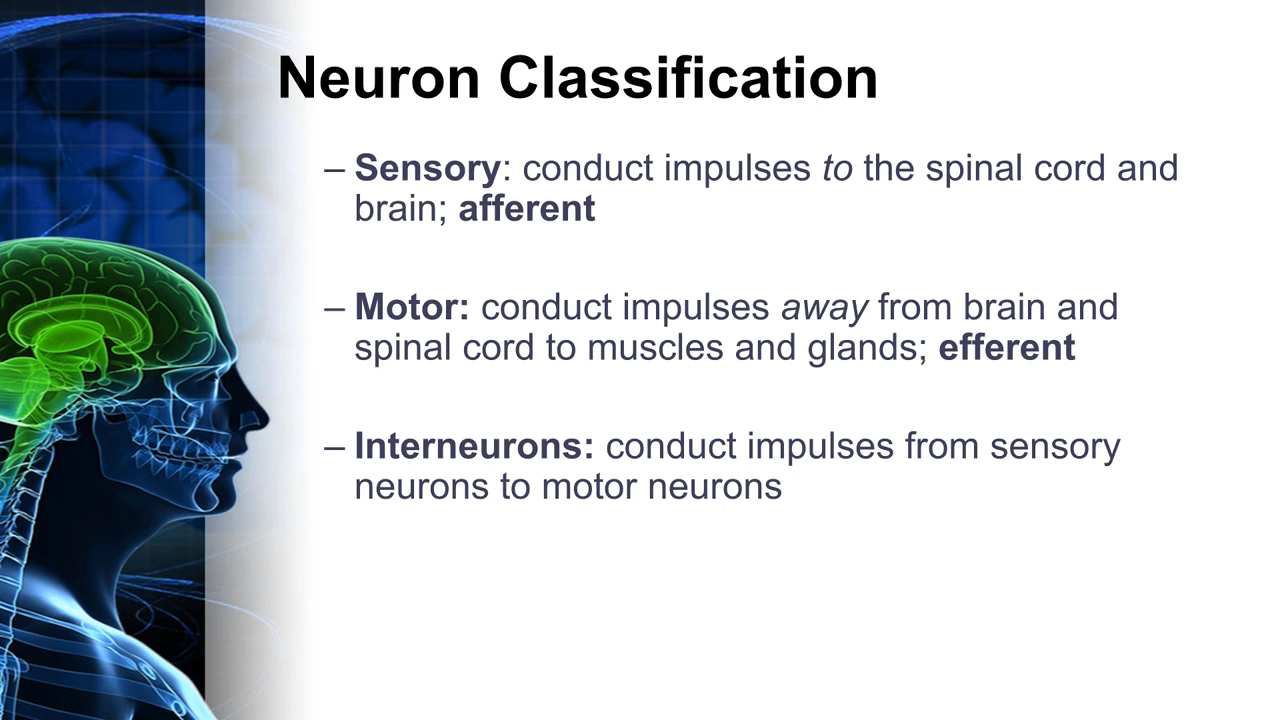 Neuron Classification
– Sensory: conduct impulses to the spinal cord and
brain; afferent
– Motor: conduct impulses away from brain and
spinal cord to muscles and glands; efferent
– Interneurons: conduct impulses from sensory
neurons to motor neurons